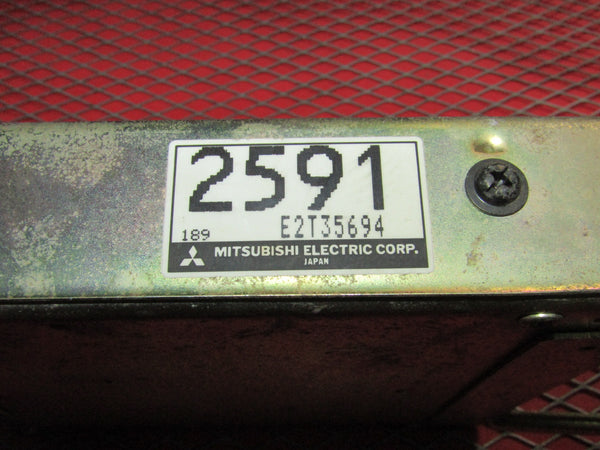 2591
189 E2T35694
MITSUBISHI ELECTRIC CORP.
JAPAN